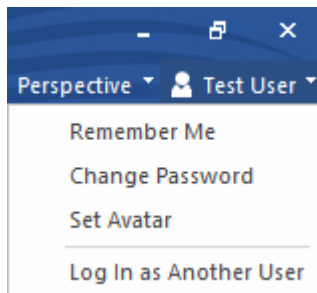 Perspective Test User
Remember Me
Change Password
Set Avatar
Log In as Another User